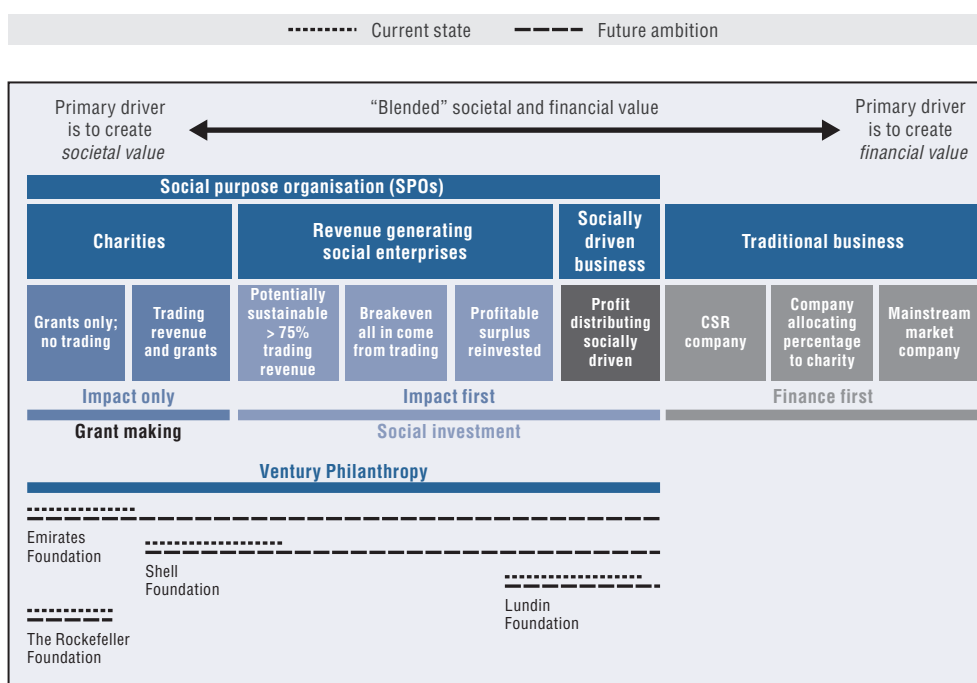 Current state
Future ambition
Primary driver
is to create
societal value
“Blended” societal and financial value
Primary driver
is to create
financial value
Social purpose organisation (SPOs)
Charities
Revenue generating
social enterprises
Socially
driven
business
Traditional business
Grants only;
no trading
Trading
revenue
and grants
Potentially
sustainable
> 75%
trading
revenue
Breakeven
all in come
from trading
Profitable
surplus
reinvested
Profit
distributing
socially
driven
CSR
company
Company
allocating
percentage
to charity
Mainstream
market
company
Impact only
Impact first
Finance first
Grant making
Social investment
Ventury Philanthropy
Emirates
Foundation
Shell
Foundation
Lundin
Foundation
The Rockefeller
Foundation